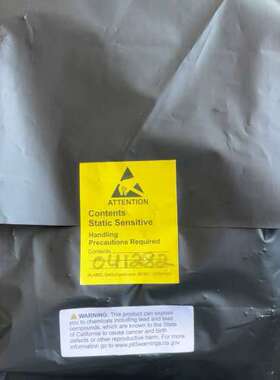 ATTENTION
Contents
Static Sensitive
Handling
Precautions Required
Contents
041282
WARNING: This product can expose
you to chemicals including lead and lead
compounds, which are known to the State
of California to cause cancer and birth
defects or other reproductive harm. For more
information go to www.p65warnings.ca.gov